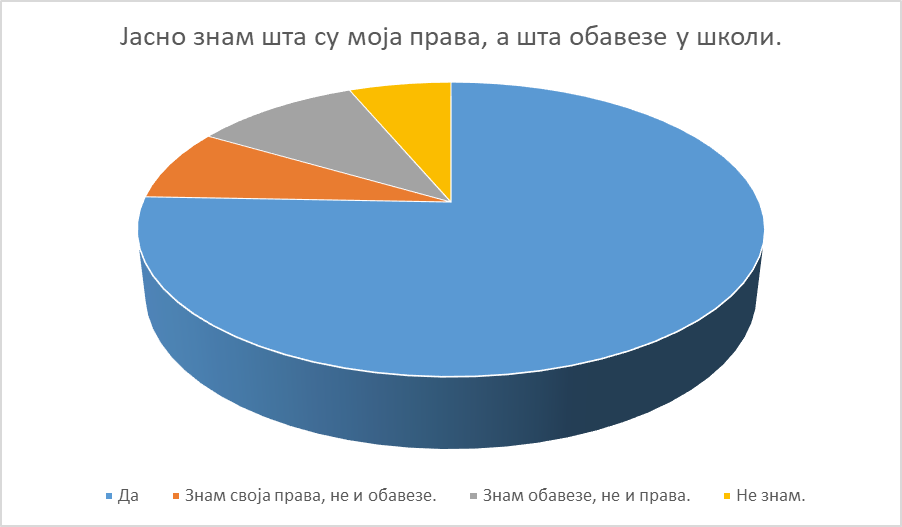 Јасно знам шта су моја права, а шта обавезе у школи.
Да Знам своја права, не и обавезе. Знам обавезе, не и права. Не знам.